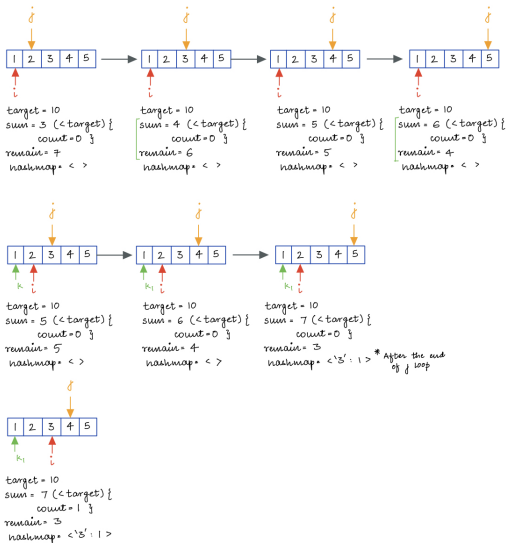 j j j j
1 2 3 4 5 1 2 3 4 5 1 2 3 4 5 1 2 3 4 5
i i i i
target = 10 target = 10 target = 10 target = 10
sum = 3 (<target) { sum = 4 (<target) { sum = 5 (<target) { sum = 6 (<target) {
count=0 } count=0 } count=0 } count=0 }
remain = 7 remain = 6 remain = 5 remain = 4
hashmap= < > hashmap= < > hashmap= < > hashmap= < >
j j j
1 2 3 4 5 1 2 3 4 5 1 2 3 4 5
k i k₁ i k₁ i
target = 10 target = 10 target = 10
sum = 5 (<target) { sum = 6 (<target) { sum = 7 (<target) {
count=0 } count=0 } count=0 }
remain = 5 remain = 4 remain = 3
hashmap= < > hashmap= < > hashmap= <'3' : 1 > * After the end
of j loop
j
1 2 3 4 5
k₁ i
target = 10
sum = 7 (<target) {
count=1 }
remain = 3
hashmap= <'3' : 1 >